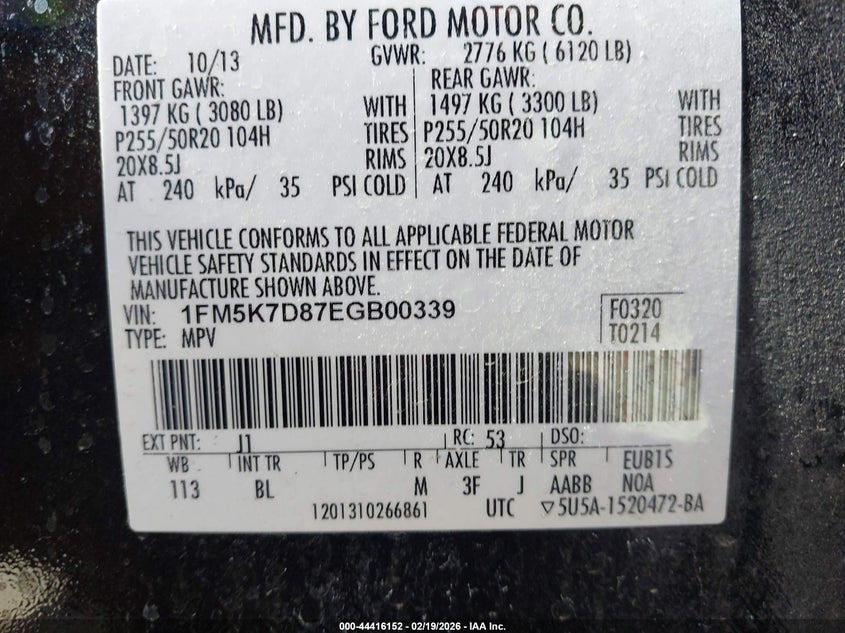 MFD. BY FORD MOTOR CO.
DATE: 10/13 GVWR: 2776 KG ( 6120 LB)
FRONT GAWR: REAR GAWR:
1397 KG ( 3080 LB) WITH 1497 KG ( 3300 LB) WITH
P255/50R20 104H TIRES P255/50R20 104H TIRES
20X8.5J RIMS 20X8.5J RIMS
AT 240 kPa/ 35 PSI COLD AT 240 kPa/ 35 PSI COLD
THIS VEHICLE CONFORMS TO ALL APPLICABLE FEDERAL MOTOR
VEHICLE SAFETY STANDARDS IN EFFECT ON THE DATE OF
MANUFACTURE SHOWN ABOVE.
VIN: 1FM5K7D87EGB00339 F0320
TYPE: MPV T0214
EXT PNT: J1 RC: 53 DSO:
WB INT TR TP/PS R AXLE TR SPR EUB1S
113 BL M 3F J AABB N0A
1201310266861 UTC ▽5U5A-1520472-BA
000-44416152 - 02/19/2026 - IAA Inc.